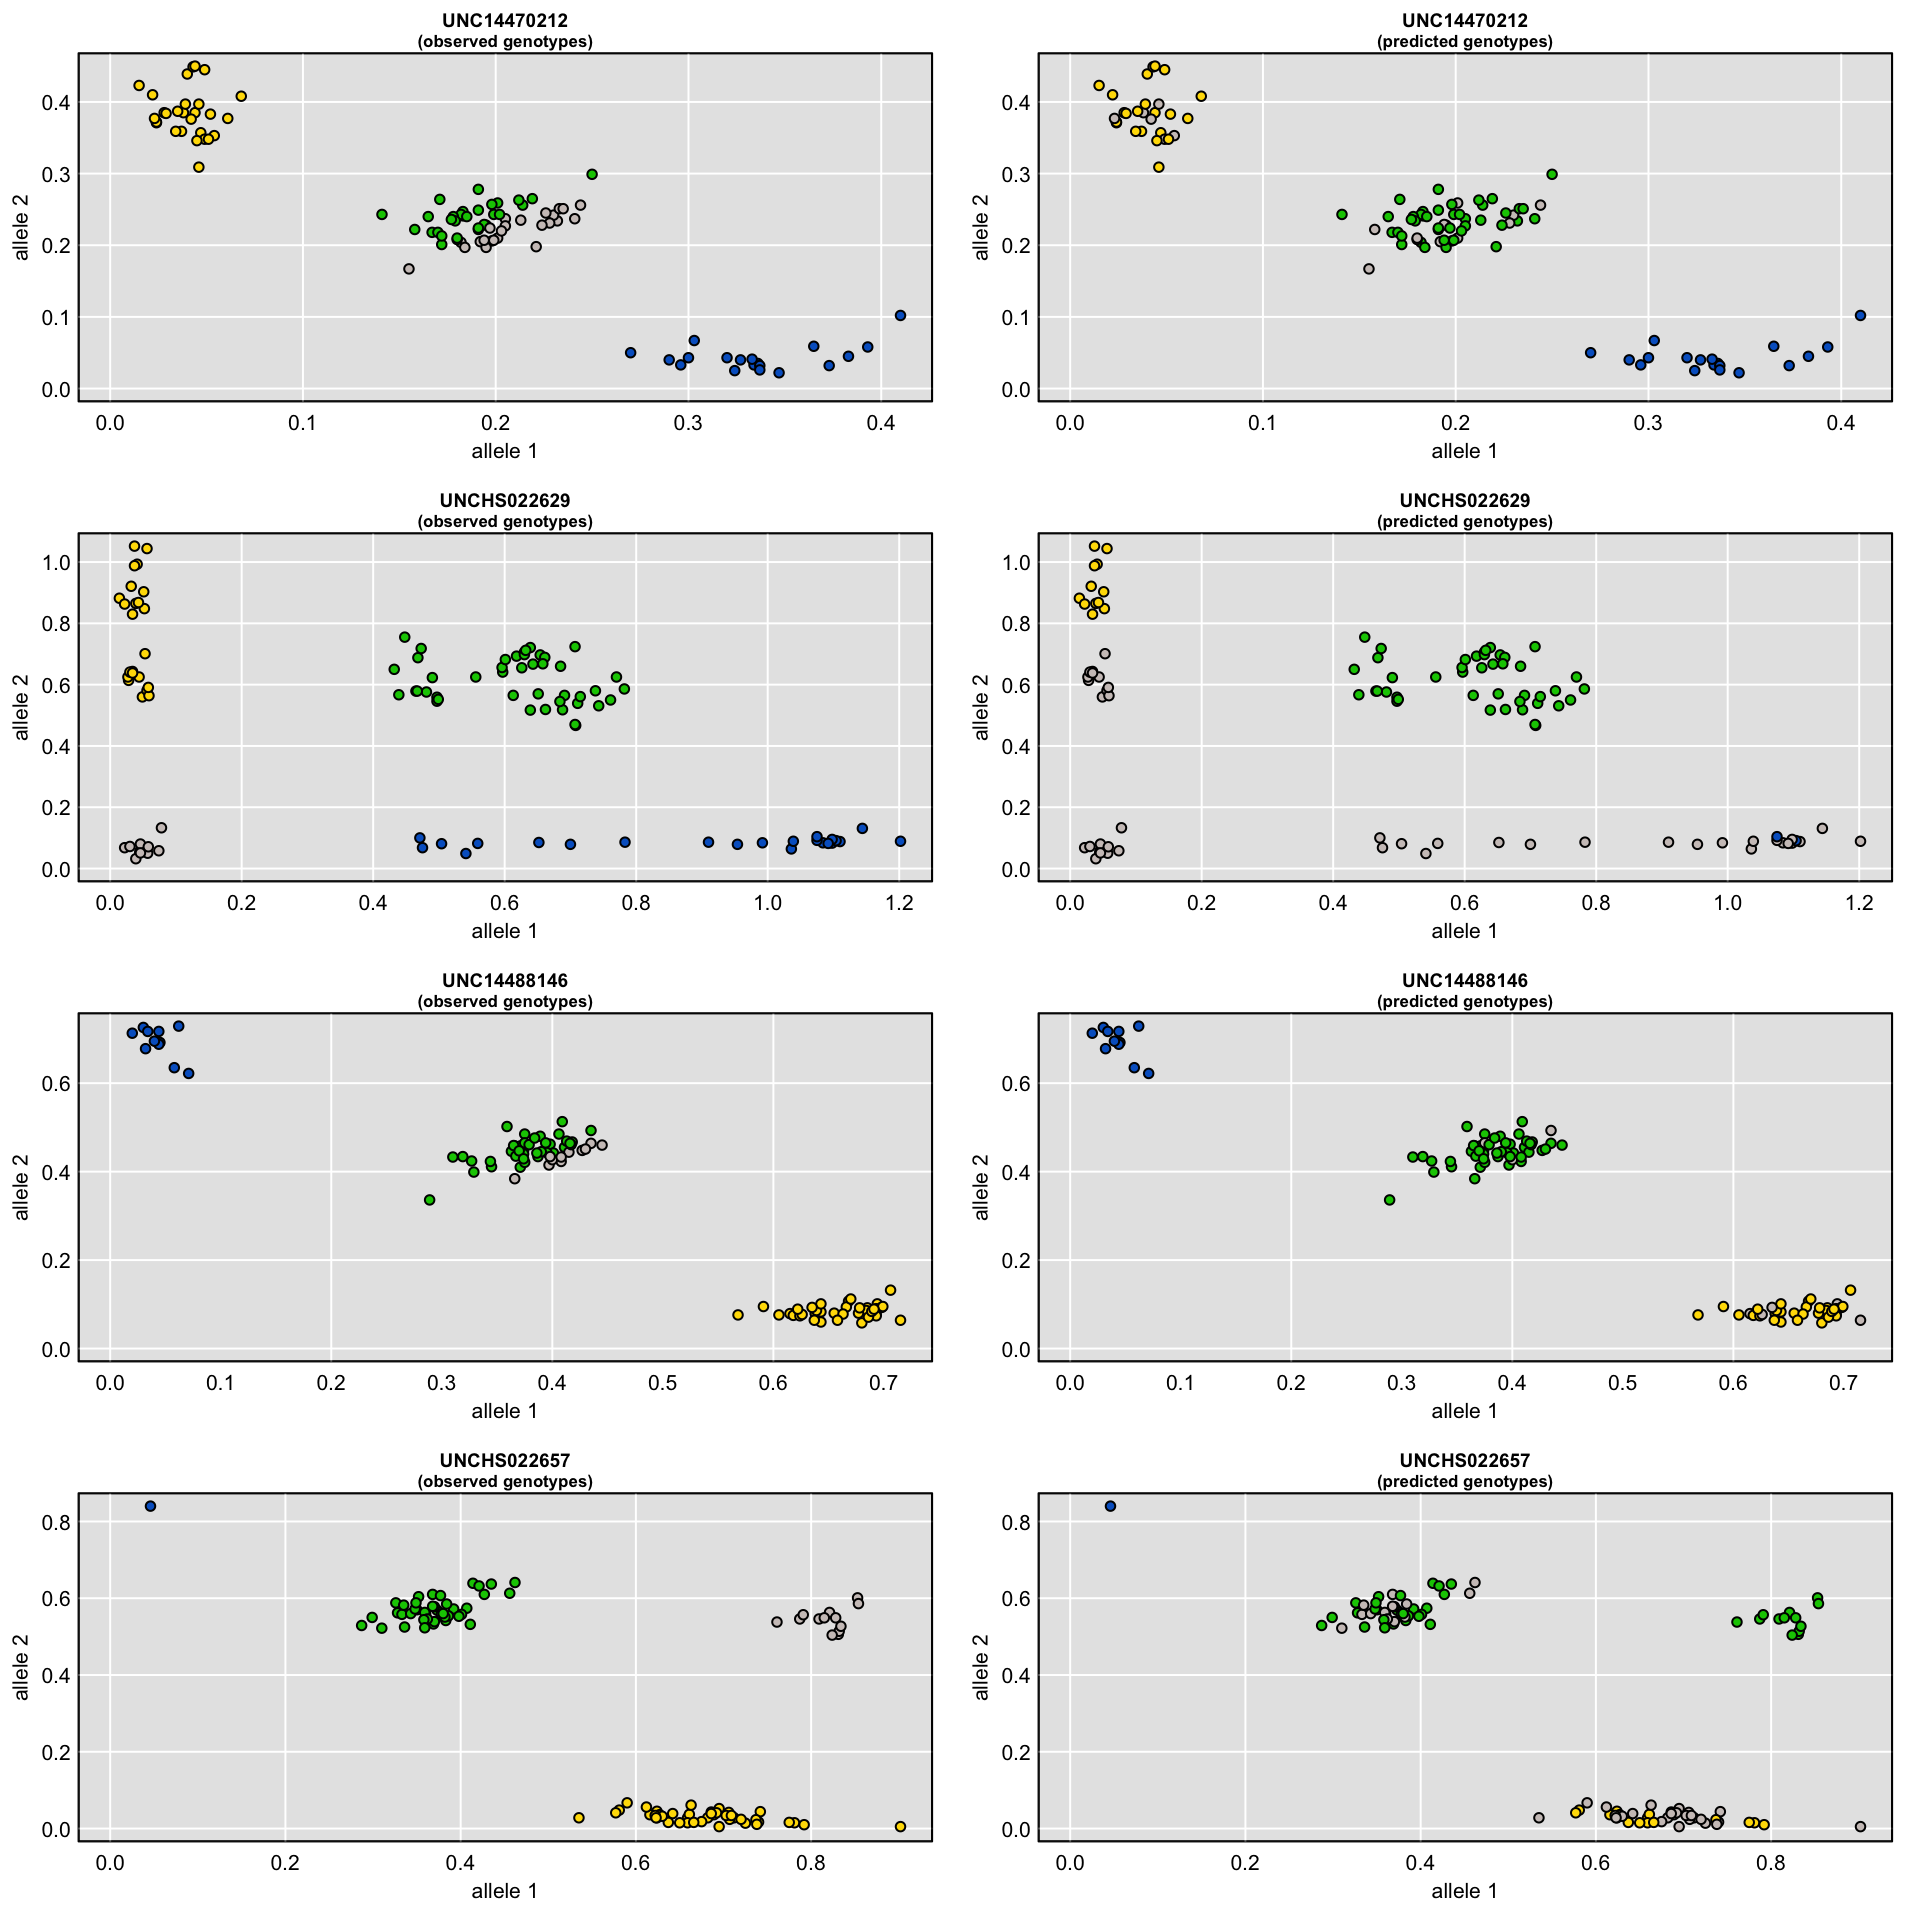 UNC14470212
(observed genotypes)
allele 2
0.4
0.3
0.2
0.1
0.0
0.0 0.1 0.2 0.3 0.4
allele 1
UNC14470212
(predicted genotypes)
allele 2
0.4
0.3
0.2
0.1
0.0
0.0 0.1 0.2 0.3 0.4
allele 1
UNCHS022629
(observed genotypes)
allele 2
1.0
0.8
0.6
0.4
0.2
0.0
0.0 0.2 0.4 0.6 0.8 1.0 1.2
allele 1
UNCHS022629
(predicted genotypes)
allele 2
1.0
0.8
0.6
0.4
0.2
0.0
0.0 0.2 0.4 0.6 0.8 1.0 1.2
allele 1
UNC14488146
(observed genotypes)
allele 2
0.6
0.4
0.2
0.0
0.0 0.1 0.2 0.3 0.4 0.5 0.6 0.7
allele 1
UNC14488146
(predicted genotypes)
allele 2
0.6
0.4
0.2
0.0
0.0 0.1 0.2 0.3 0.4 0.5 0.6 0.7
allele 1
UNCHS022657
(observed genotypes)
allele 2
0.8
0.6
0.4
0.2
0.0
0.0 0.2 0.4 0.6 0.8
allele 1
UNCHS022657
(predicted genotypes)
allele 2
0.8
0.6
0.4
0.2
0.0
0.0 0.2 0.4 0.6 0.8
allele 1